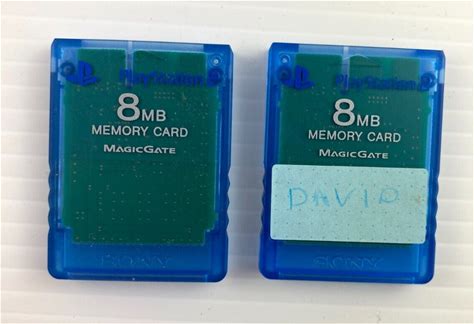 PlayStation
8MB
MEMORY CARD
MAGICGATE
SONY
PlayStation
8MB
MEMORY CARD
MAGICGATE
DAVID
SONY